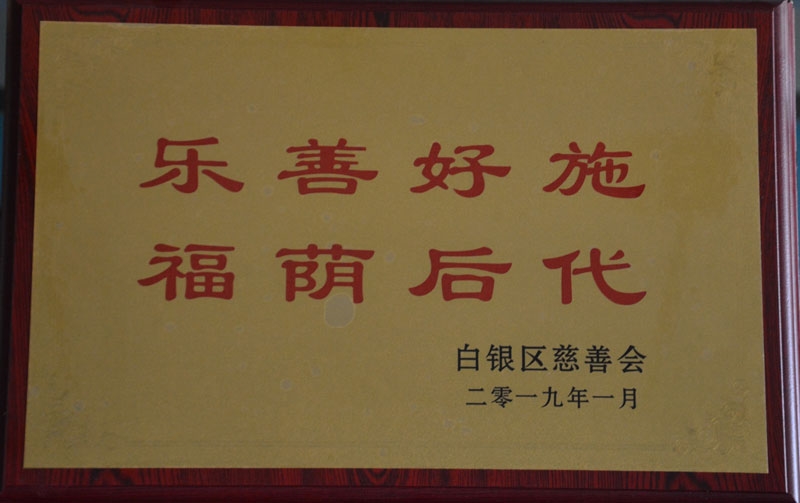 乐善好施
福荫后代
白银区慈善会
二零一九年一月